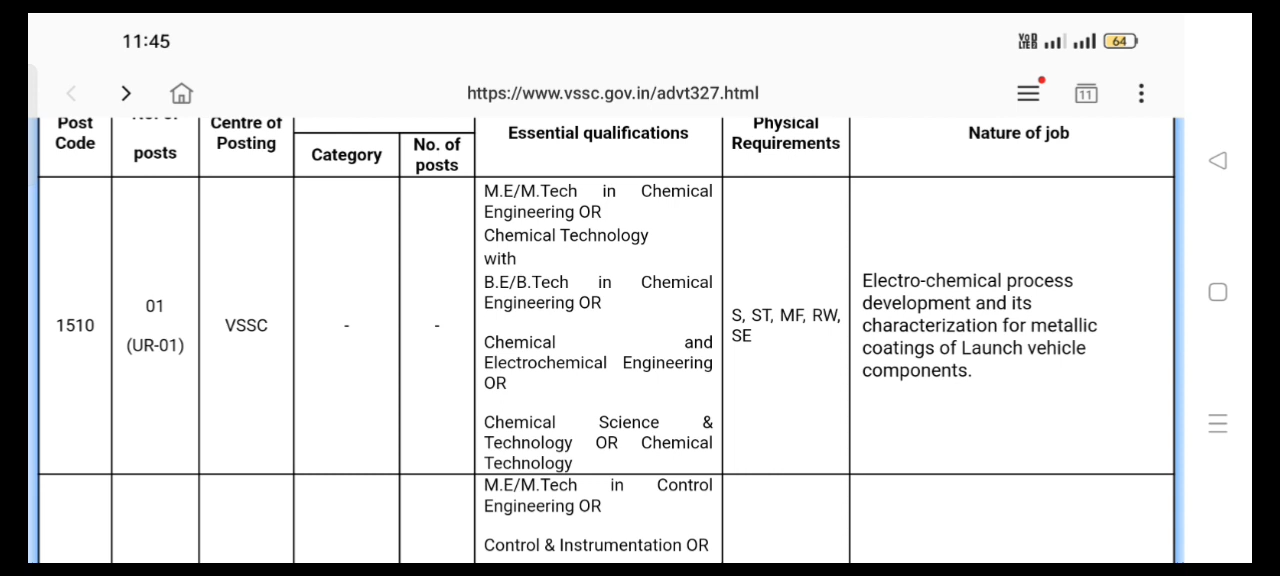 11:45
Vo LTE 64
https://www.vssc.gov.in/advt327.html
11
Post
Code
posts
Centre of
Posting
Category
No. of
posts
Essential qualifications
Physical
Requirements
Nature of job
1510
01
(UR-01)
VSSC
-
-
M.E/M.Tech in Chemical
Engineering OR
Chemical Technology
with
B.E/B.Tech in Chemical
Engineering OR
Chemical and
Electrochemical Engineering
OR
Chemical Science &
Technology OR Chemical
Technology
S, ST, MF, RW,
SE
Electro-chemical process
development and its
characterization for metallic
coatings of Launch vehicle
components.
M.E/M.Tech in Control
Engineering OR
Control & Instrumentation OR